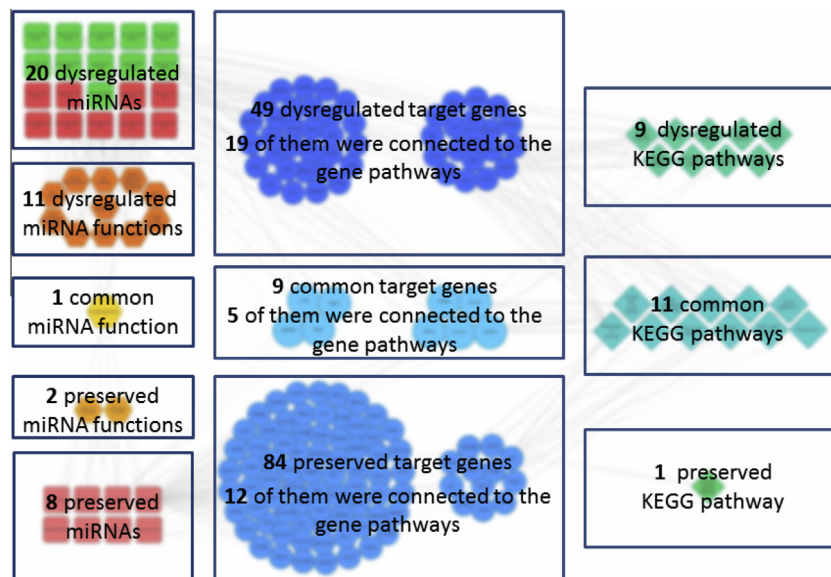 20 dysregulated
miRNAs
11 dysregulated
miRNA functions
1 common
miRNA function
2 preserved
miRNA functions
8 preserved
miRNAs
49 dysregulated target genes
19 of them were connected to the
gene pathways
9 common target genes
5 of them were connected to the
gene pathways
84 preserved target genes
12 of them were connected to the
gene pathways
9 dysregulated
KEGG pathways
11 common
KEGG pathways
1 preserved
KEGG pathway